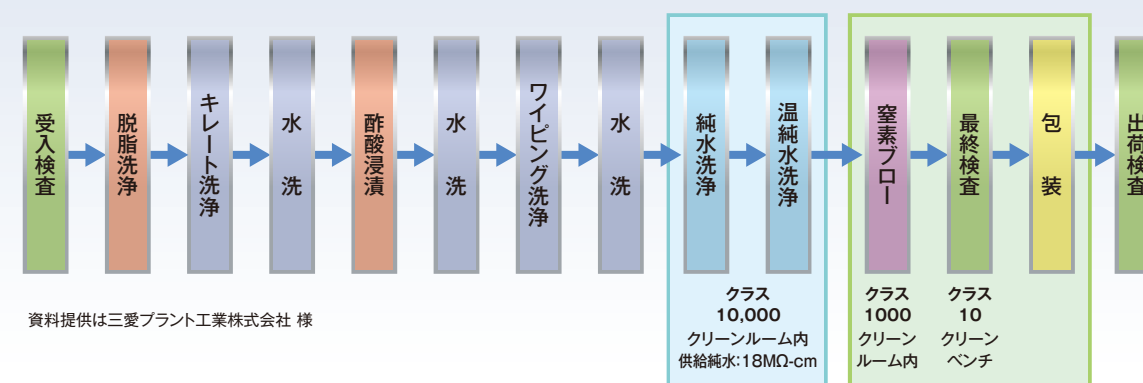 受入検査
脱脂洗浄
キレート洗浄
水洗
酢酸浸漬
水洗
ワイピング洗浄
水洗
純水洗浄
温純水洗浄
窒素ブロー
最終検査
包装
出荷検査
クラス
10,000
クリーンルーム内
供給純水:18MΩ-cm
クラス
1000
クリーン
ルーム内
クラス
10
クリーン
ベンチ
資料提供は三愛プラント工業株式会社 様